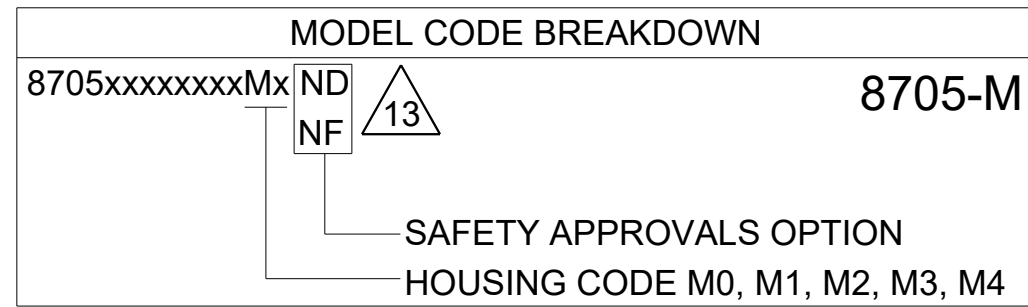 MODEL CODE BREAKDOWN
8705xxxxxxxxMx ND 13 8705-M
NF
SAFETY APPROVALS OPTION
HOUSING CODE M0, M1, M2, M3, M4